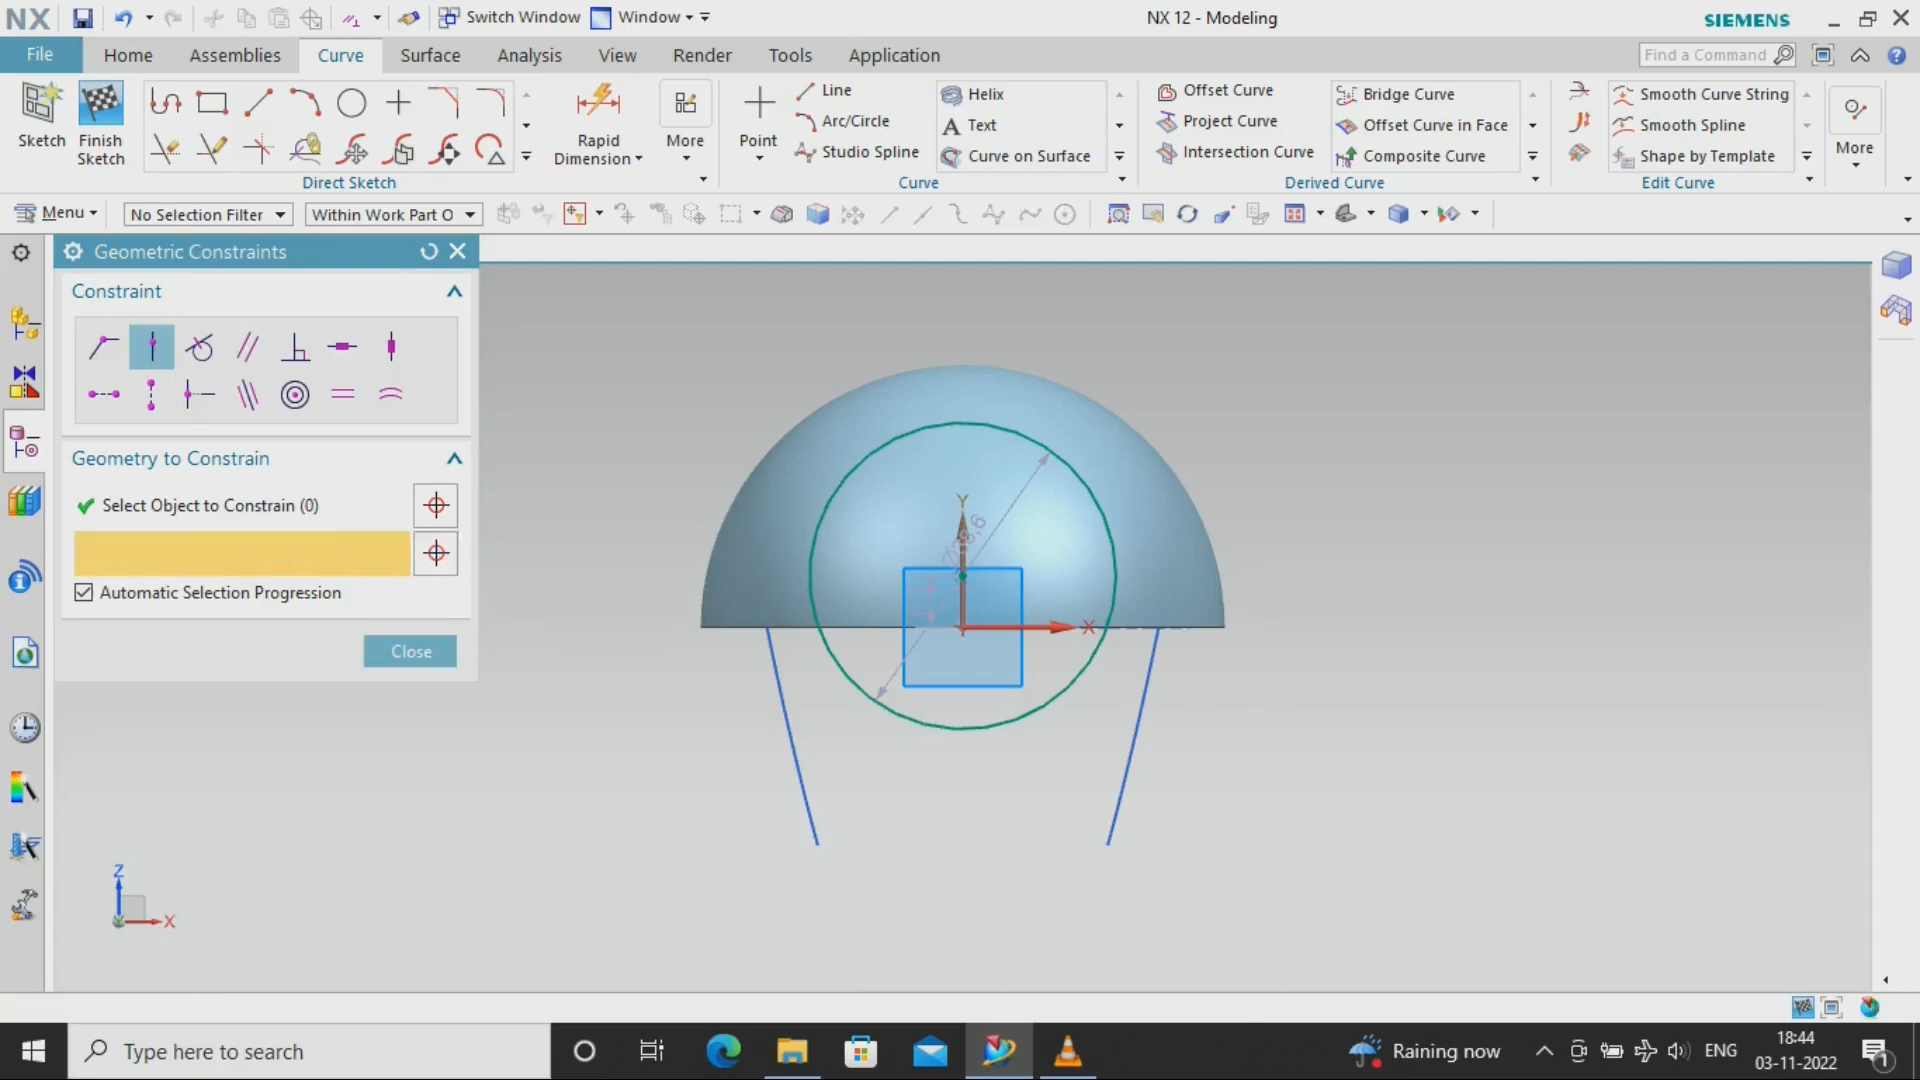 NX
Switch Window
Window
NX 12 - Modeling
SIEMENS
File
Home
Assemblies
Curve
Surface
Analysis
View
Render
Tools
Application
Find a Command
Sketch
Finish
Sketch
Direct Sketch
Rapid
Dimension
More
Point
Line
Arc/Circle
Studio Spline
Helix
Text
Curve on Surface
Curve
Offset Curve
Project Curve
Intersection Curve
Bridge Curve
Offset Curve in Face
Composite Curve
Derived Curve
Smooth Curve String
Smooth Spline
Shape by Template
Edit Curve
More
Menu
No Selection Filter
Within Work Part O
Geometric Constraints
Constraint
Geometry to Constrain
Select Object to Constrain (0)
Automatic Selection Progression
Close
Y
X
Z
X
Type here to search
Raining now
ENG
18:44
03-11-2022
1